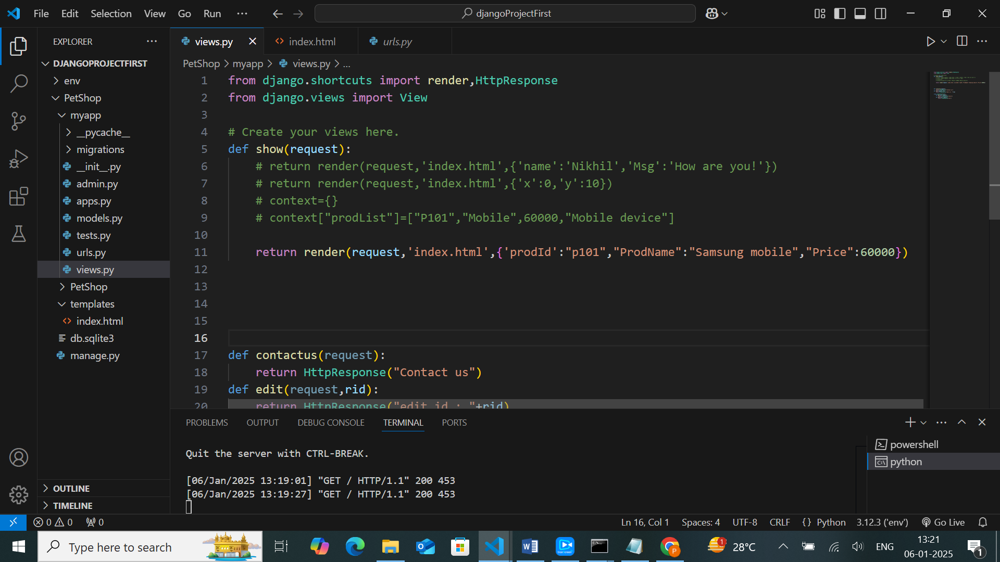 File Edit Selection View Go Run ···
djangoProjectFirst
EXPLORER
views.py
index.html
urls.py
DJANGOPROJECTFIRST
env
PetShop
myapp
__pycache__
migrations
__init__.py
admin.py
apps.py
models.py
tests.py
urls.py
views.py
PetShop
templates
index.html
db.sqlite3
manage.py
OUTLINE
TIMELINE
PetShop > myapp > views.py > ...
1 from django.shortcuts import render,HttpResponse
2 from django.views import View
3
4 # Create your views here.
5 def show(request):
6 # return render(request,'index.html',{'name':'Nikhil','Msg':'How are you!'})
7 # return render(request,'index.html',{'x':0,'y':10})
8 # context={}
9 # context["prodList"]=["P101","Mobile",60000,"Mobile device"]
10
11 return render(request,'index.html',{'prodId':"p101","ProdName":"Samsung mobile","Price":60000})
12
13
14
15
16
17 def contactus(request):
18 return HttpResponse("Contact us")
19 def edit(request,rid):
20 return HttpResponse("edit id : "+rid)
PROBLEMS OUTPUT DEBUG CONSOLE TERMINAL PORTS
Quit the server with CTRL-BREAK.
[06/Jan/2025 13:19:01] "GET / HTTP/1.1" 200 453
[06/Jan/2025 13:19:27] "GET / HTTP/1.1" 200 453
powershell
python
0 0 0
Ln 16, Col 1 Spaces: 4 UTF-8 CRLF {} Python 3.12.3 ('env') Go Live
Type here to search
1
28°C
ENG
13:21
06-01-2025
1